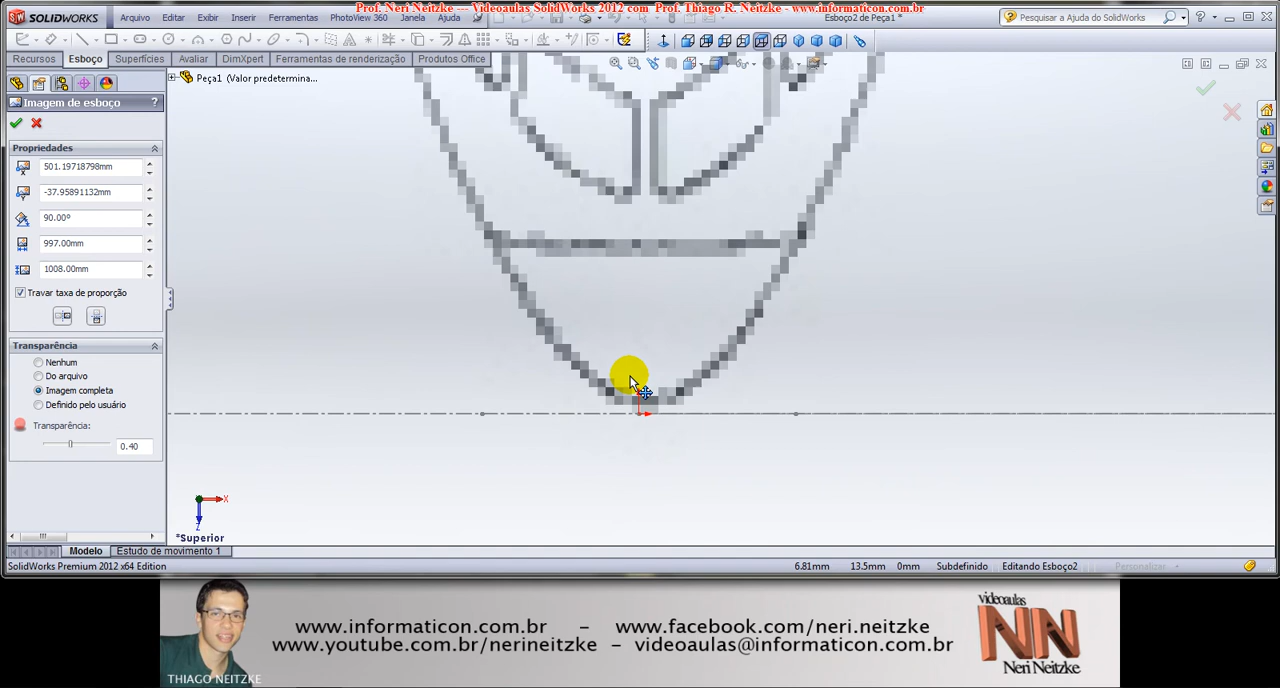 Prof. Neri Neitzke --- Videoaulas SolidWorks 2012 com Prof. Thiago R. Neitzke - www.informaticon.com.br
SOLIDWORKS Arquivo Editar Exibir Inserir Ferramentas PhotoView 360 Janela Ajuda Esboço2 de Peça1 * Pesquisar a Ajuda do SolidWorks
Recursos Esboço Superfícies Avaliar DimXpert Ferramentas de renderização Produtos Office
Peça1 (Valor predetermina...
Imagem de esboço ?
Propriedades
501.19718798mm
-37.95891132mm
90.00º
997.00mm
1008.00mm
Travar taxa de proporção
Transparência
Nenhum
Do arquivo
Imagem completa
Definido pelo usuário
Transparência:
0.40
X
Z
*Superior
Modelo Estudo de movimento 1
SolidWorks Premium 2012 x64 Edition 6.81mm 13.5mm 0mm Subdefinido Editando Esboço2 Personalizar
www.informaticon.com.br - www.facebook.com/neri.neitzke
www.youtube.com.br/nerineitzke - videoaulas@informaticon.com.br
THIAGO NEITZKE
videoaulas
NN
Neri Neitzke